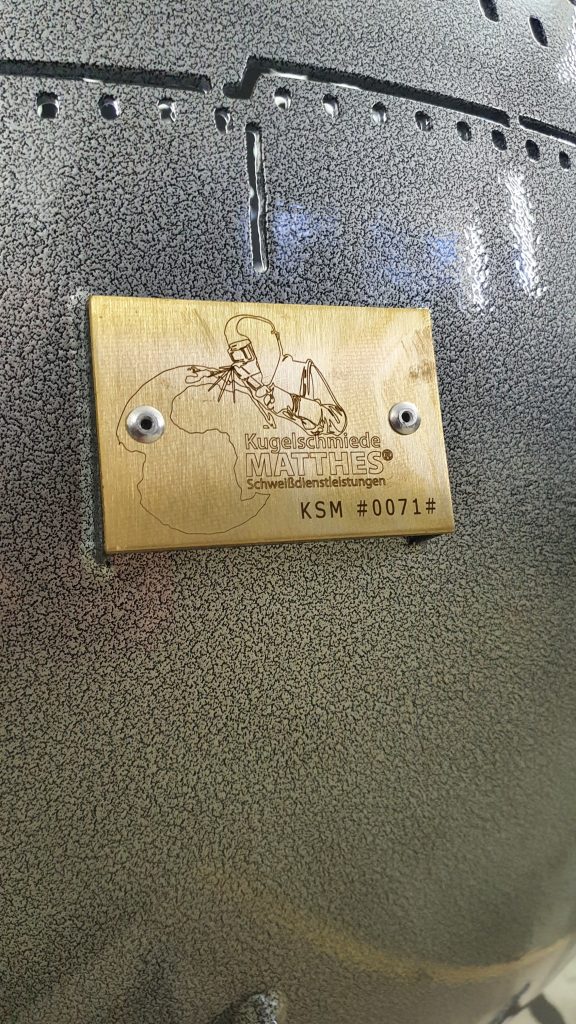 Kugelschmiede
MATTHES®
Schweißdienstleistungen
KSM #0071#